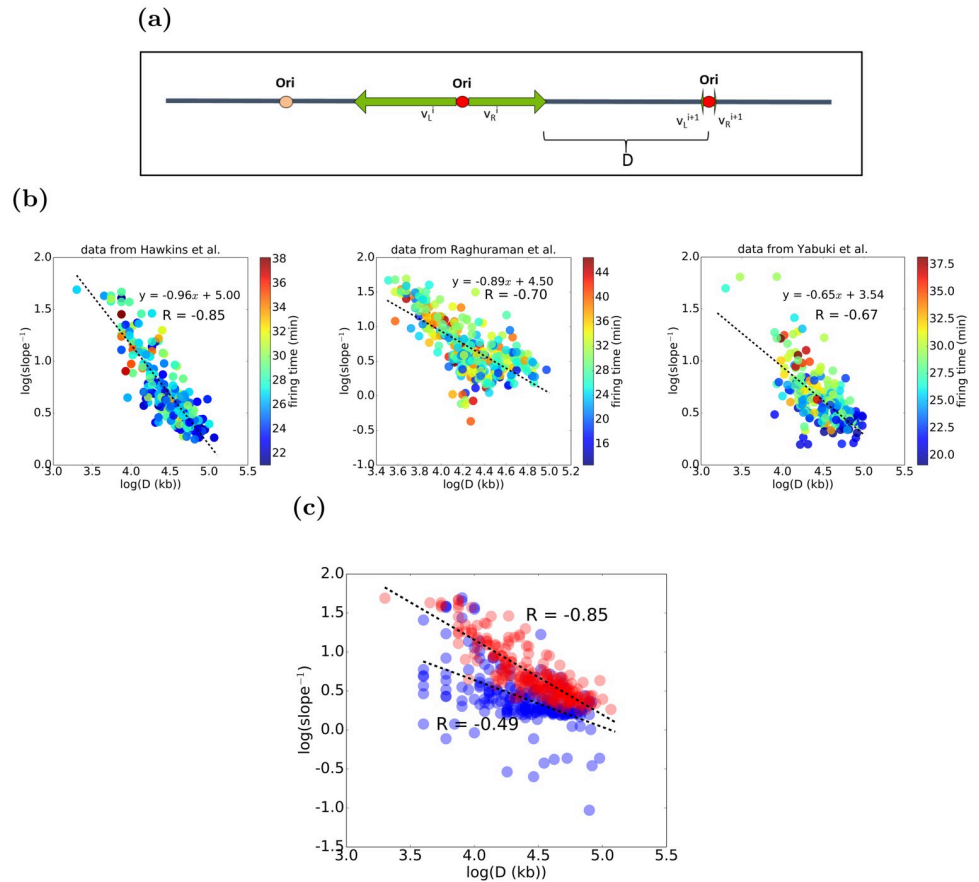 (a)
Ori Ori Ori
v_L^i v_R^i v_L^{i+1} v_R^{i+1}
D
(b)
data from Hawkins et al.
y = -0.96x + 5.00
R = -0.85
log(slope⁻¹)
2.0
1.5
1.0
0.5
0.0
3.0 3.5 4.0 4.5 5.0 5.5
log(D (kb))
38
36
34
32
30
28
26
24
22
firing time (min)
data from Raghuraman et al.
y = -0.89x + 4.50
R = -0.70
log(slope⁻¹)
2.0
1.5
1.0
0.5
0.0
-0.5
-1.0
3.4 3.6 3.8 4.0 4.2 4.4 4.6 4.8 5.0 5.2
log(D (kb))
44
40
36
32
28
24
20
16
firing time (min)
data from Yabuki et al.
y = -0.65x + 3.54
R = -0.67
log(slope⁻¹)
2.0
1.5
1.0
0.5
0.0
3.0 3.5 4.0 4.5 5.0 5.5
log(D (kb))
37.5
35.0
32.5
30.0
27.5
25.0
22.5
20.0
firing time (min)
(c)
R = -0.85
R = -0.49
log(slope⁻¹)
2.0
1.5
1.0
0.5
0.0
-0.5
-1.0
-1.5
3.0 3.5 4.0 4.5 5.0 5.5
log(D (kb))